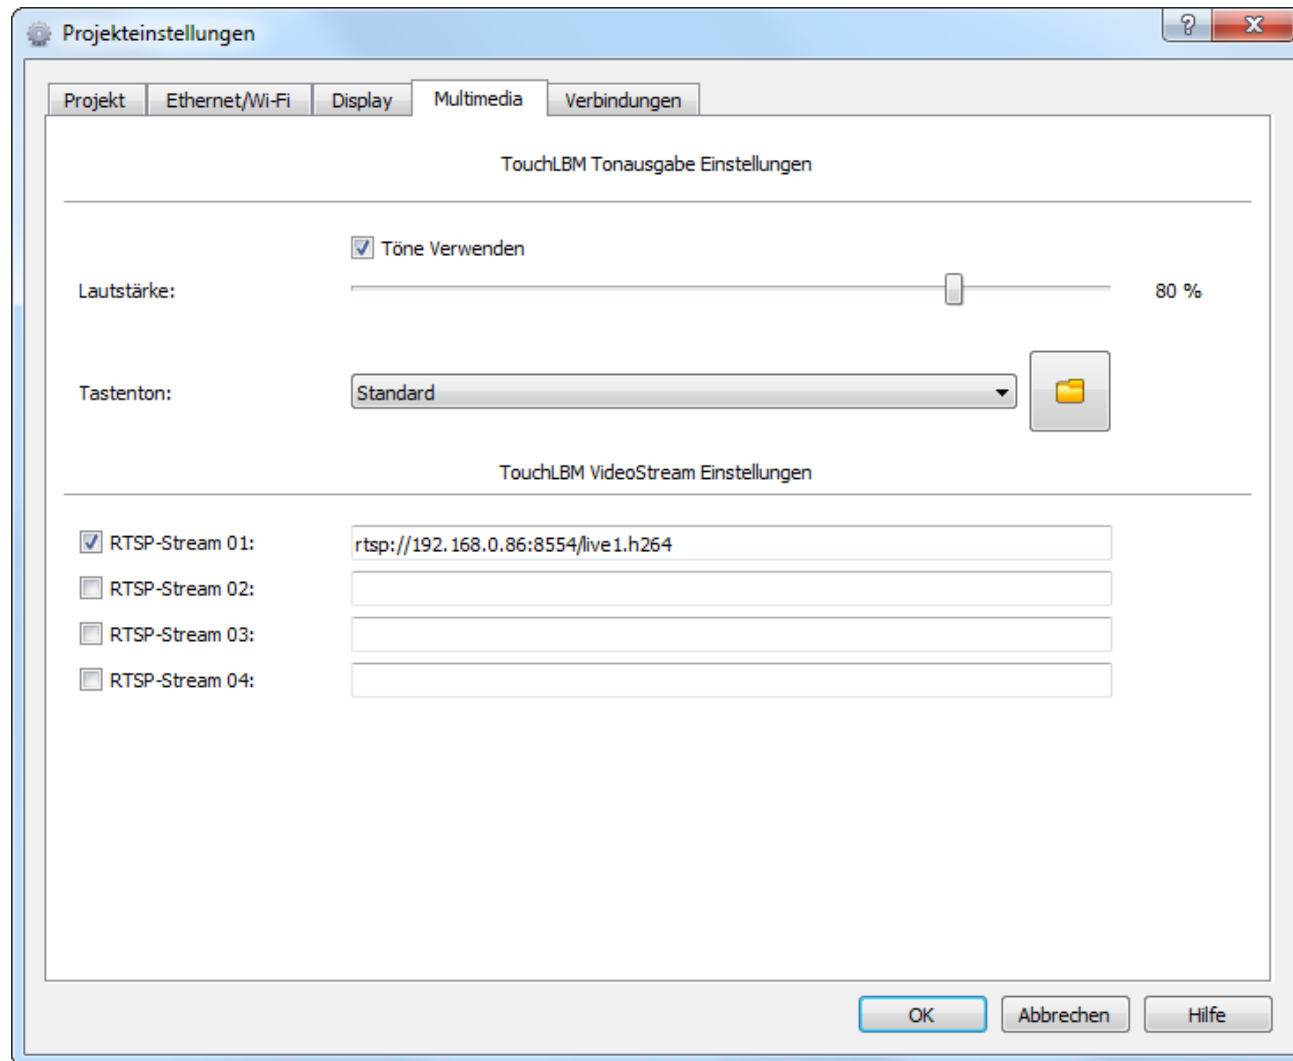 Projekteinstellungen
Projekt Ethernet/Wi-Fi Display Multimedia Verbindungen
TouchLBM Tonausgabe Einstellungen
Töne Verwenden
Lautstärke: 80 %
Tastenton: Standard
TouchLBM VideoStream Einstellungen
RTSP-Stream 01: rtsp://192.168.0.86:8554/live1.h264
RTSP-Stream 02:
RTSP-Stream 03:
RTSP-Stream 04:
OK Abbrechen Hilfe